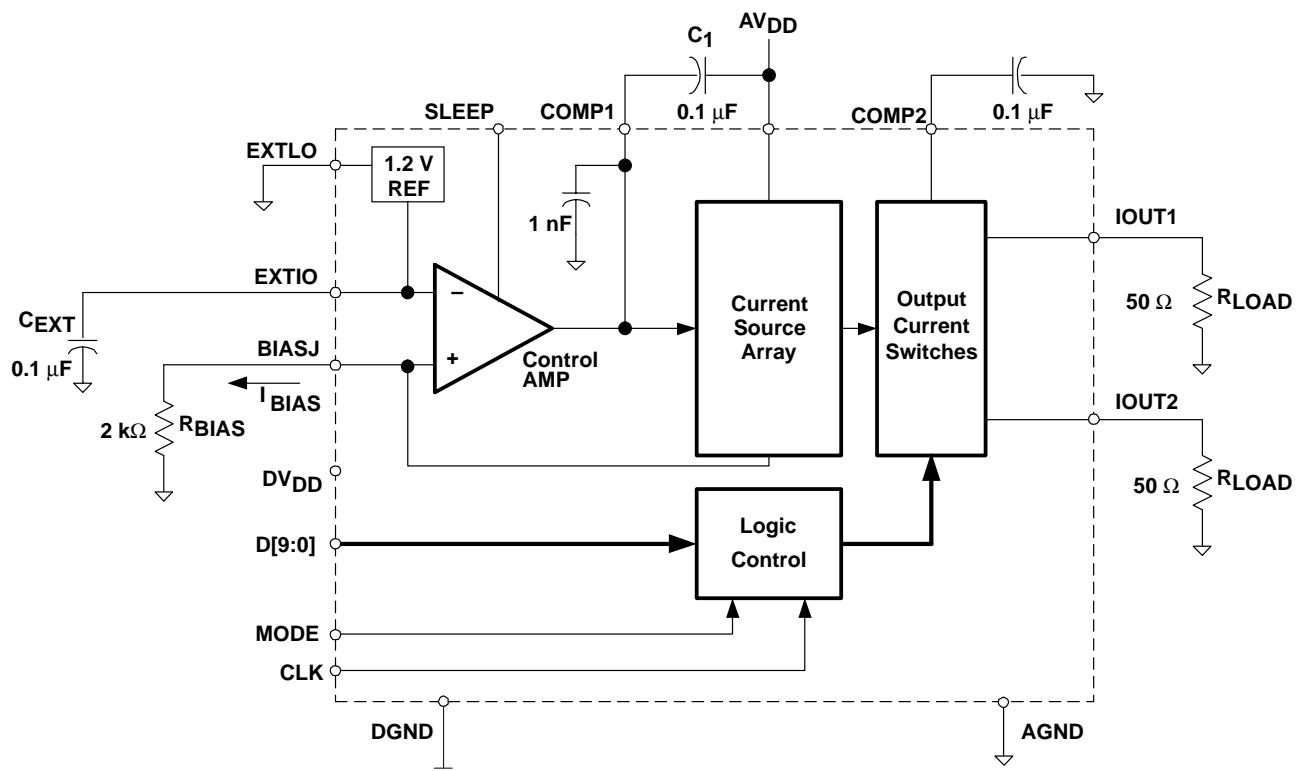 AVDD
C1
0.1 μF
SLEEP
COMP1
COMP2
0.1 μF
EXTLO
1.2 V
REF
1 nF
IOUT1
EXTIO
–
50 Ω
RLOAD
CEXT
0.1 μF
BIASJ
+
Control
AMP
Current
Source
Array
Output
Current
Switches
IBIAS
2 kΩ
RBIAS
IOUT2
DVDD
50 Ω
RLOAD
D[9:0]
Logic
Control
MODE
CLK
DGND
AGND